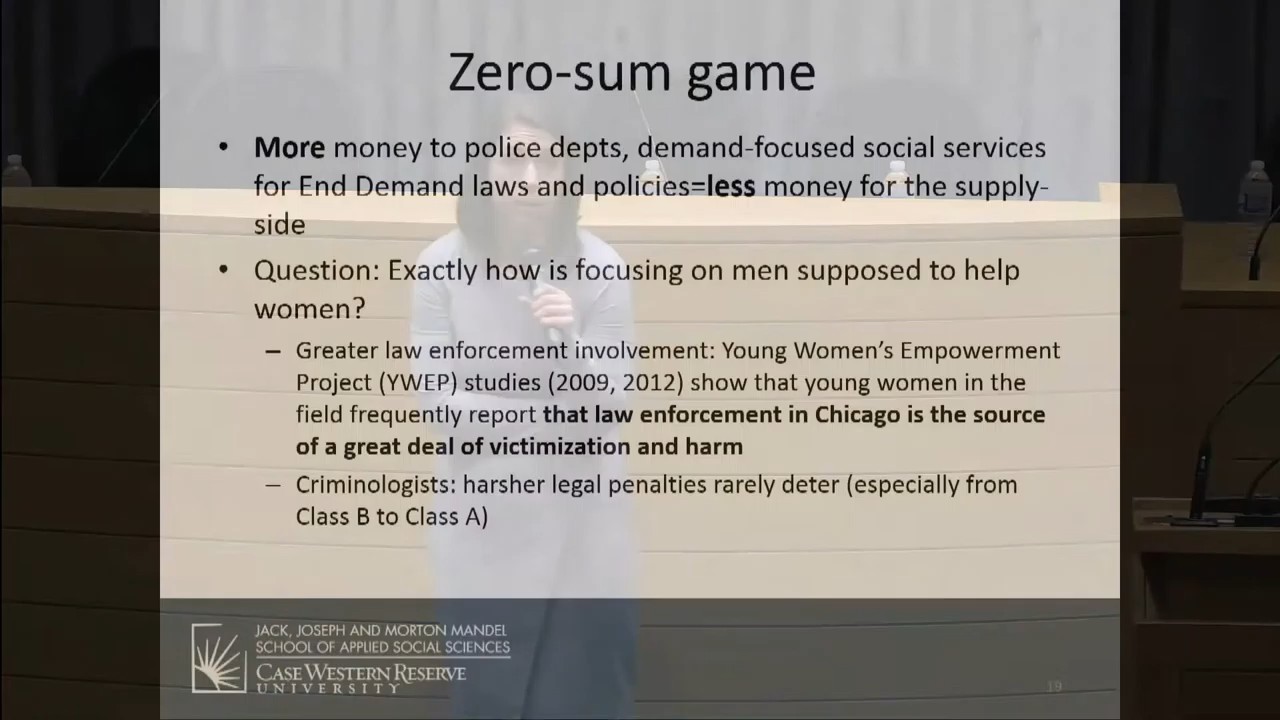 Zero-sum game
• More money to police depts, demand-focused social services
for End Demand laws and policies=less money for the supply-
side
• Question: Exactly how is focusing on men supposed to help
women?
– Greater law enforcement involvement: Young Women’s Empowerment
Project (YWEP) studies (2009, 2012) show that young women in the
field frequently report that law enforcement in Chicago is the source
of a great deal of victimization and harm
– Criminologists: harsher legal penalties rarely deter (especially from
Class B to Class A)
JACK, JOSEPH AND MORTON MANDEL
SCHOOL OF APPLIED SOCIAL SCIENCES
CASE WESTERN RESERVE
UNIVERSITY
19